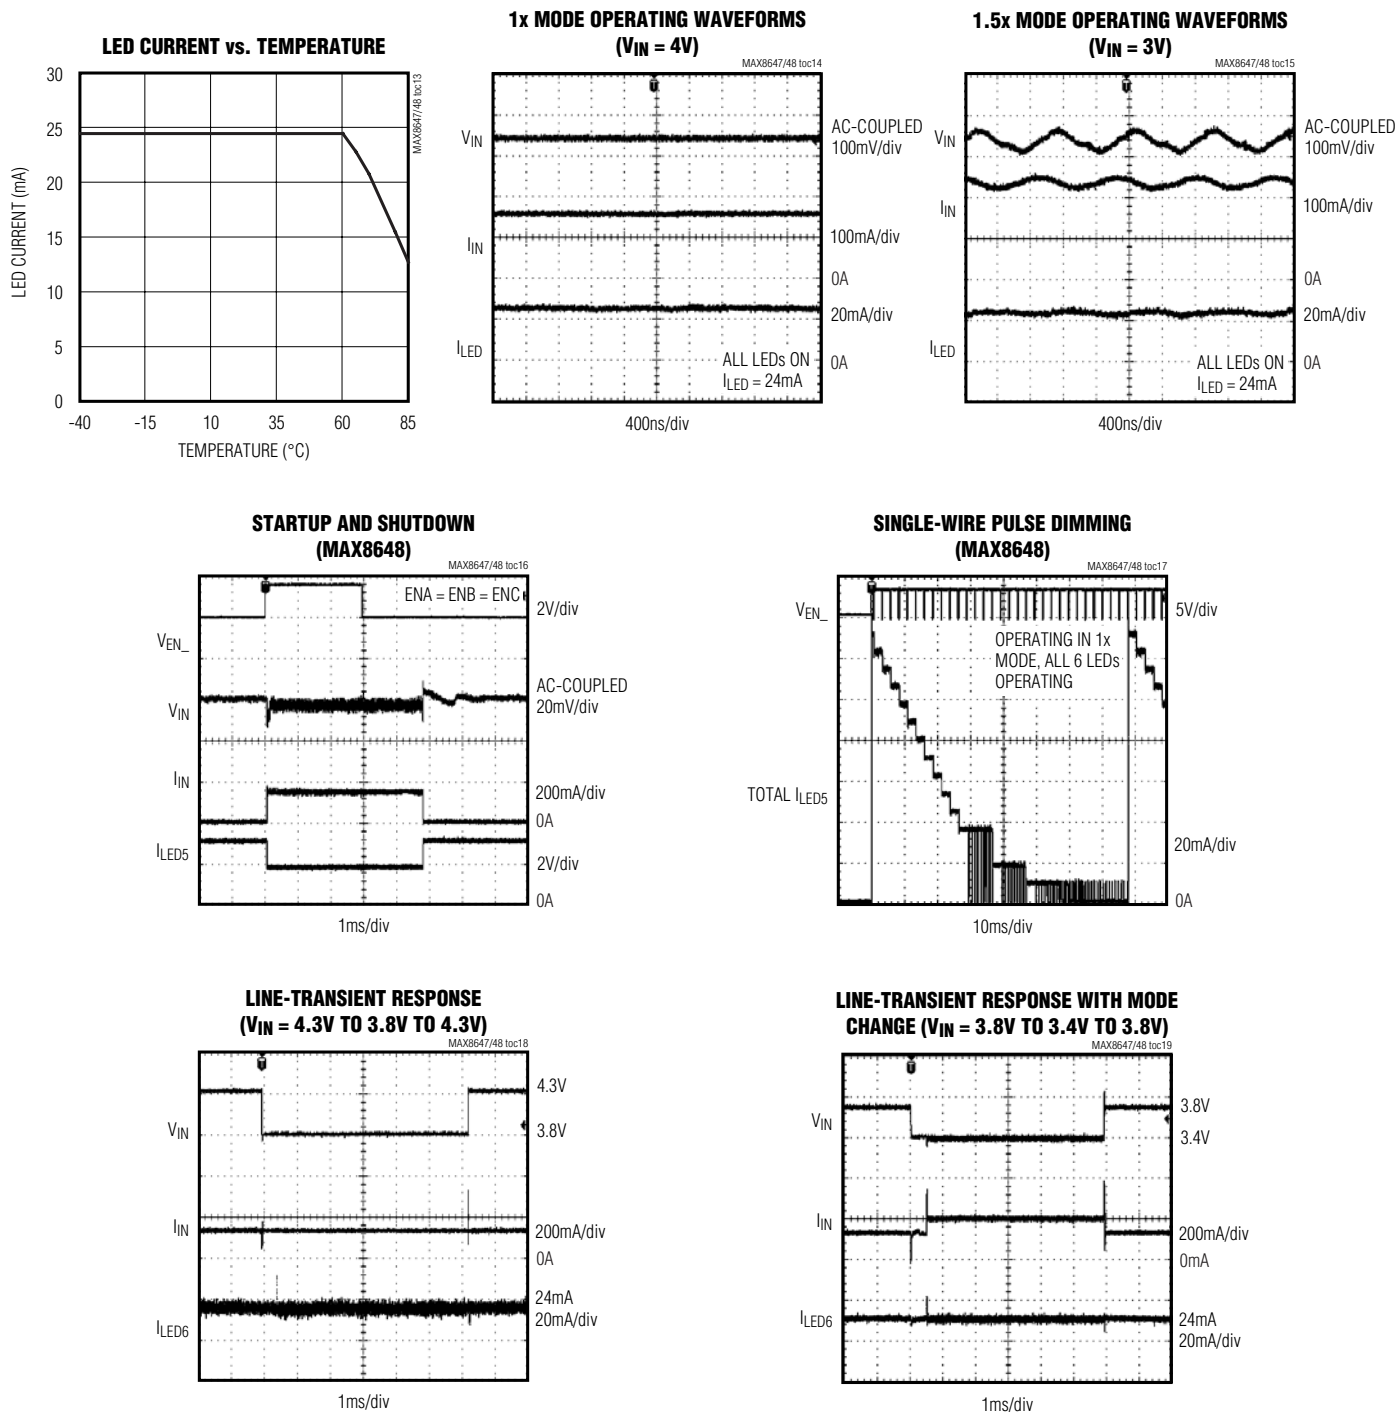 LED CURRENT vs. TEMPERATURE
MAX8647/48 toc13
30
25
20
15
10
5
0
LED CURRENT (mA)
-40
-15
10
35
60
85
TEMPERATURE (°C)
1x MODE OPERATING WAVEFORMS
(VIN = 4V)
MAX8647/48 toc14
VIN
AC-COUPLED
100mV/div
IIN
100mA/div
0A
20mA/div
ILED
ALL LEDs ON
ILED = 24mA
0A
400ns/div
1.5x MODE OPERATING WAVEFORMS
(VIN = 3V)
MAX8647/48 toc15
VIN
AC-COUPLED
100mV/div
IIN
100mA/div
0A
20mA/div
ILED
ALL LEDs ON
ILED = 24mA
0A
400ns/div
STARTUP AND SHUTDOWN
(MAX8648)
MAX8647/48 toc16
ENA = ENB = ENC
2V/div
VEN_
AC-COUPLED
20mV/div
VIN
IIN
200mA/div
0A
ILED5
2V/div
0A
1ms/div
SINGLE-WIRE PULSE DIMMING
(MAX8648)
MAX8647/48 toc17
VEN_
5V/div
OPERATING IN 1x
MODE, ALL 6 LEDs
OPERATING
TOTAL ILED5
20mA/div
0A
10ms/div
LINE-TRANSIENT RESPONSE
(VIN = 4.3V TO 3.8V TO 4.3V)
MAX8647/48 toc18
4.3V
VIN
3.8V
IIN
200mA/div
0A
24mA
20mA/div
ILED6
1ms/div
LINE-TRANSIENT RESPONSE WITH MODE
CHANGE (VIN = 3.8V TO 3.4V TO 3.8V)
MAX8647/48 toc19
3.8V
VIN
3.4V
IIN
200mA/div
0mA
ILED6
24mA
20mA/div
1ms/div